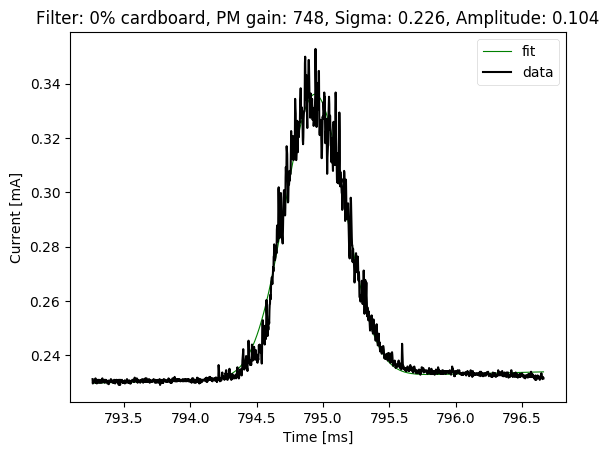 Filter: 0% cardboard, PM gain: 748, Sigma: 0.226, Amplitude: 0.104
fit
data
0.34
0.32
0.30
0.28
0.26
0.24
Current [mA]
793.5 794.0 794.5 795.0 795.5 796.0 796.5
Time [ms]